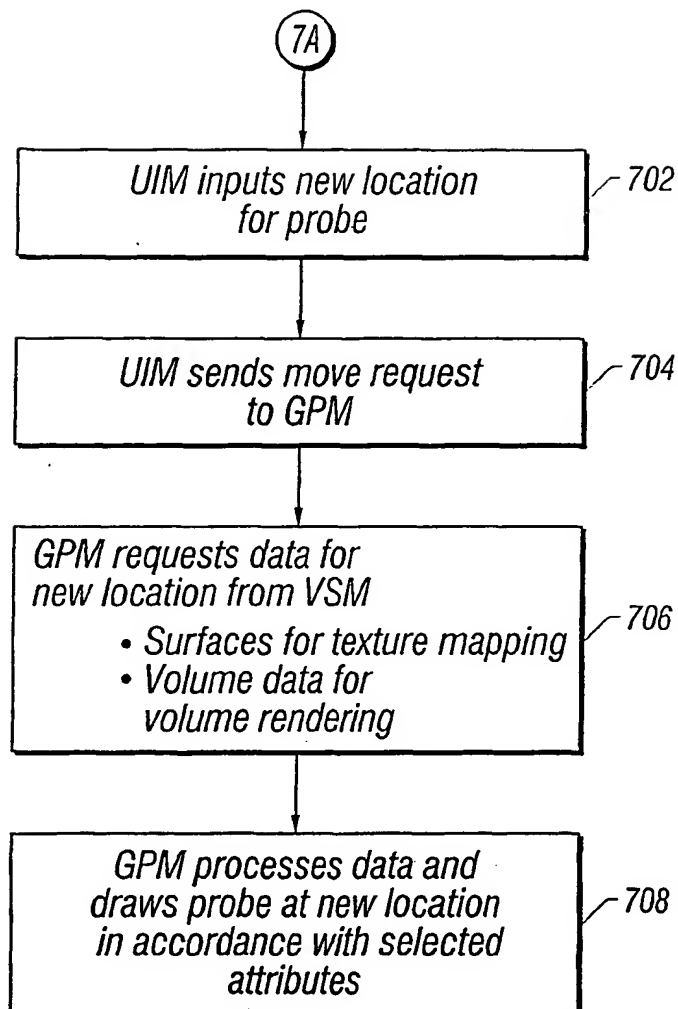 7A
UIM inputs new location
for probe
702
UIM sends move request
to GPM
704
GPM requests data for
new location from VSM
• Surfaces for texture mapping
• Volume data for
volume rendering
706
GPM processes data and
draws probe at new location
in accordance with selected
attributes
708